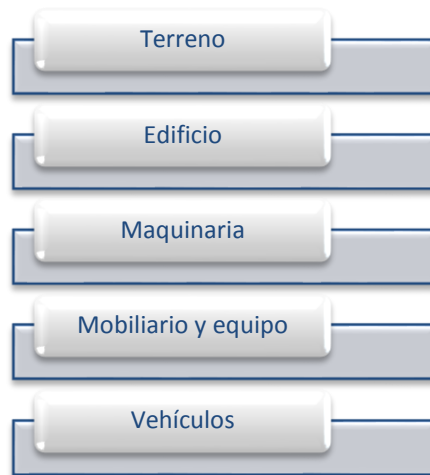 Terreno
Edificio
Maquinaria
Mobiliario y equipo
Vehículos